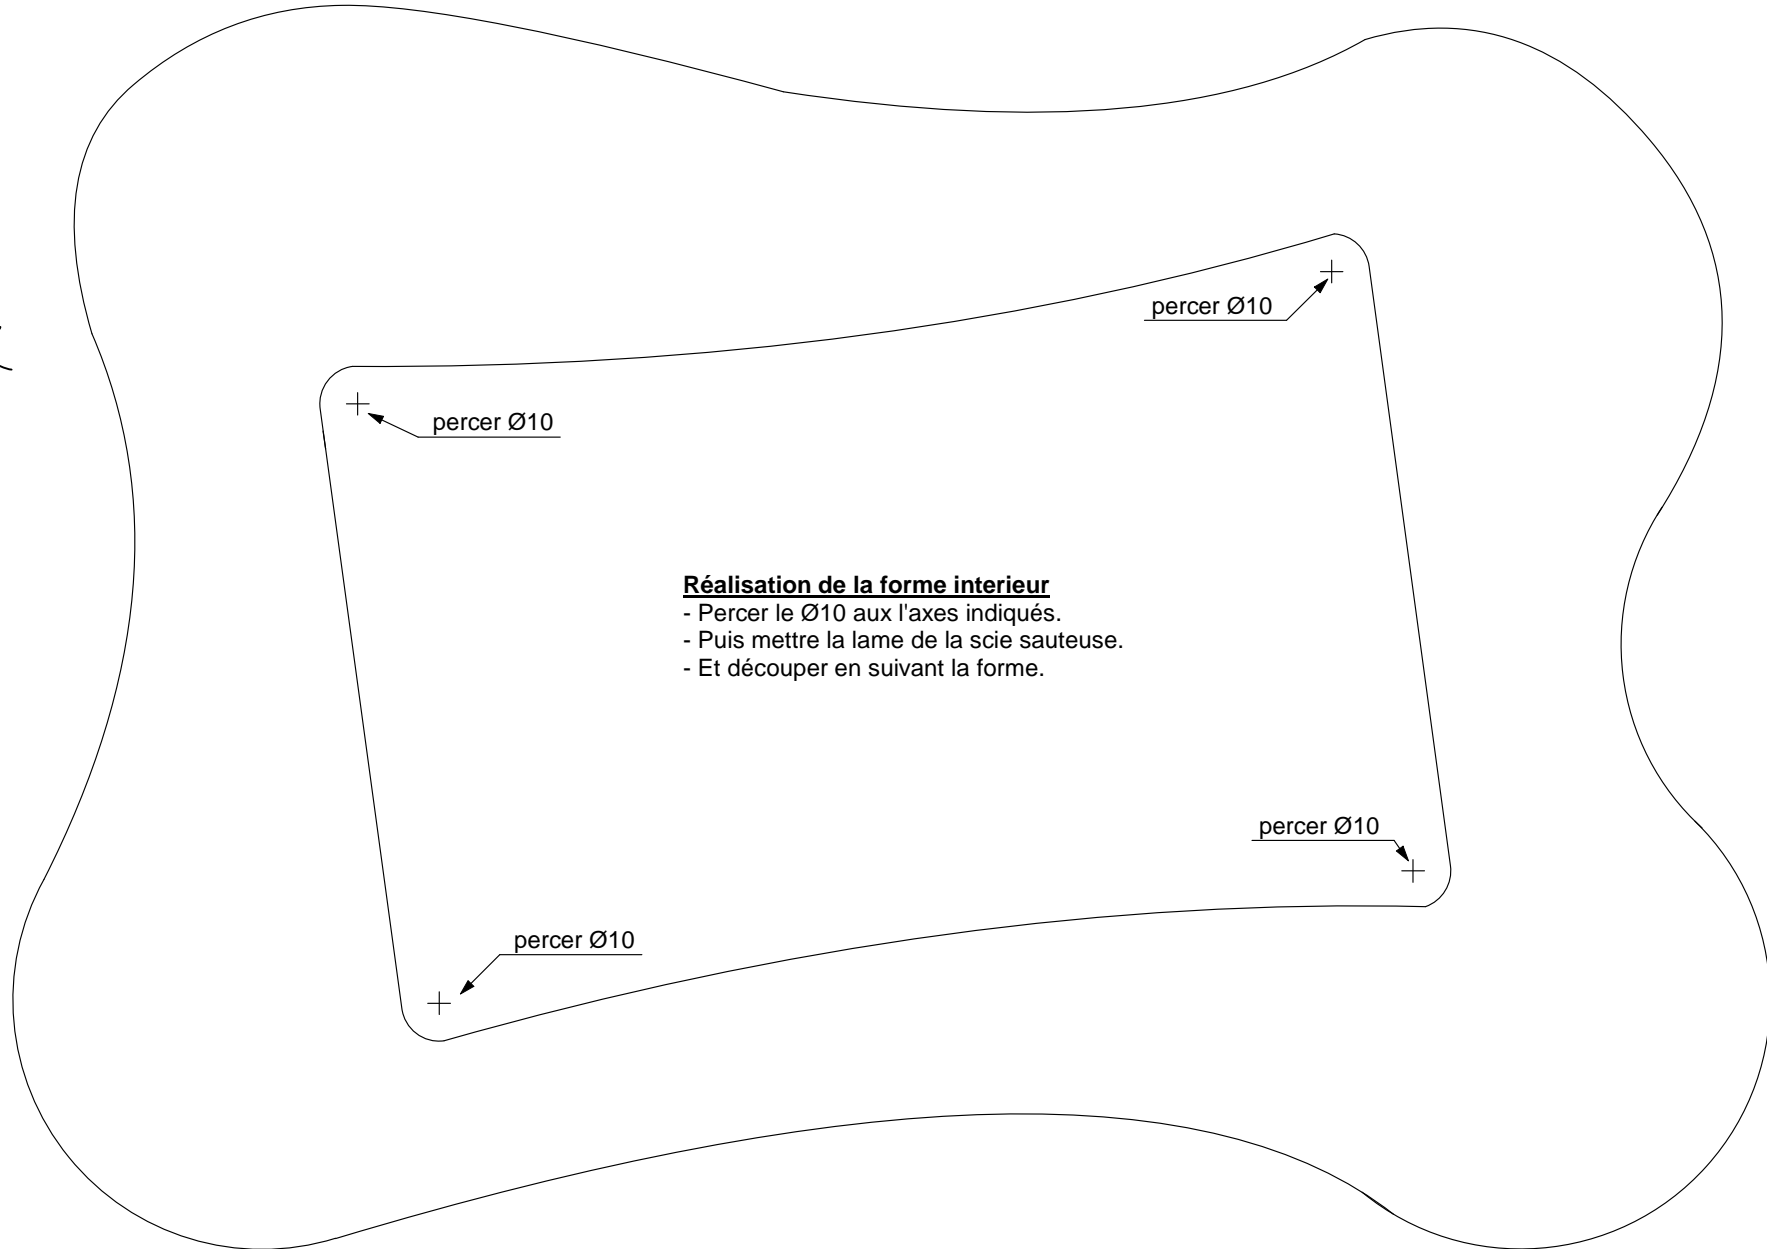 percer Ø10
percer Ø10
Réalisation de la forme interieur
- Percer le Ø10 aux l'axes indiqués.
- Puis mettre la lame de la scie sauteuse.
- Et découper en suivant la forme.
percer Ø10
percer Ø10